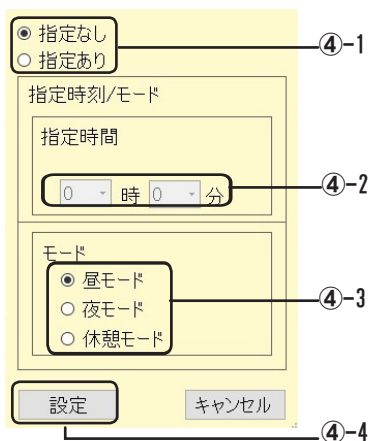 指定なし
④-1
指定あり
指定時刻/モード
指定時間
0 時 0 分
④-2
モード
昼モード
夜モード
④-3
休憩モード
設定 キャンセル
④-4